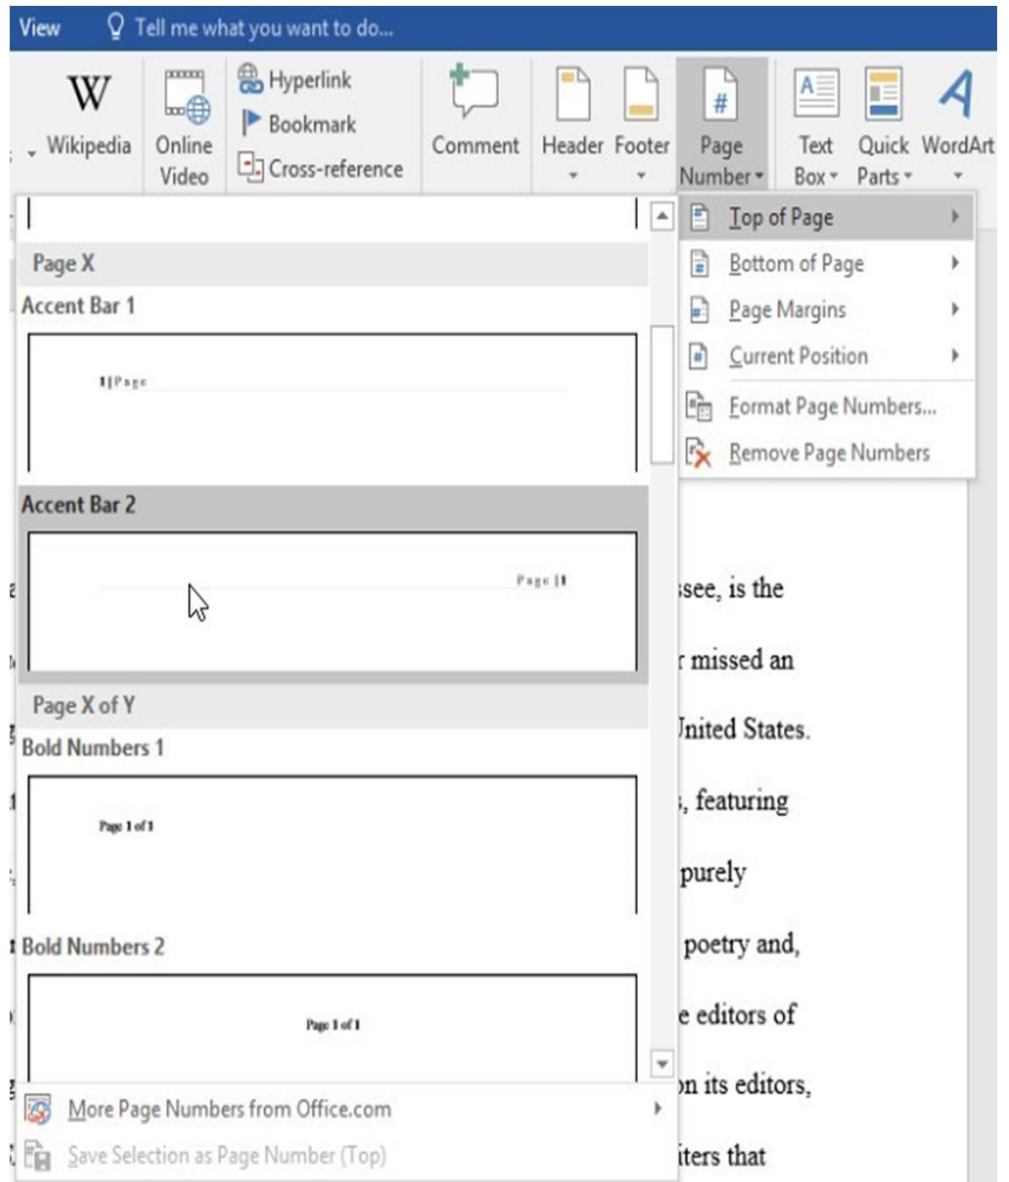 View Tell me what you want to do...
Wikipedia
Online Video
Hyperlink
Bookmark
Cross-reference
Comment
Header
Footer
Page Number
Text Box
Quick Parts
WordArt
Top of Page
Bottom of Page
Page Margins
Current Position
Format Page Numbers...
Remove Page Numbers
Page X
Accent Bar 1
1|Page
Accent Bar 2
Page|1
Page X of Y
Bold Numbers 1
Page 1 of 1
Bold Numbers 2
Page 1 of 1
More Page Numbers from Office.com
Save Selection as Page Number (Top)
ssee, is the
r missed an
United States.
s, featuring
purely
poetry and,
e editors of
on its editors,
iters that